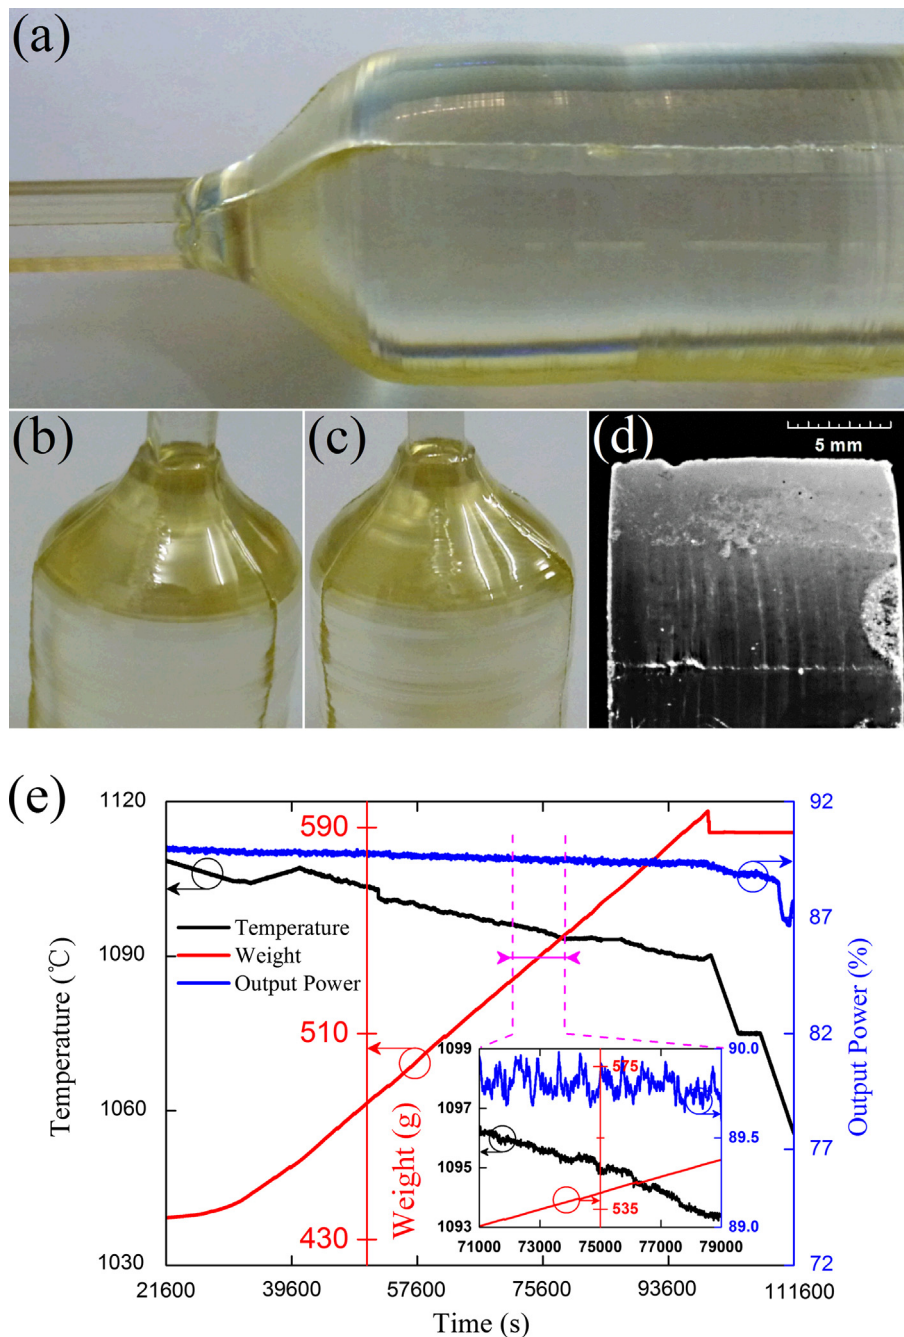 (a)
(b)
(c)
(d)
5 mm
(e)
1120
1090
1060
1030
Temperature (℃)
590
510
430
Weight (g)
92
87
82
77
72
Output Power (%)
Temperature
Weight
Output Power
1099
1097
1095
1093
575
535
90.0
89.5
89.0
71000 73000 75000 77000 79000
21600 39600 57600 75600 93600 111600
Time (s)